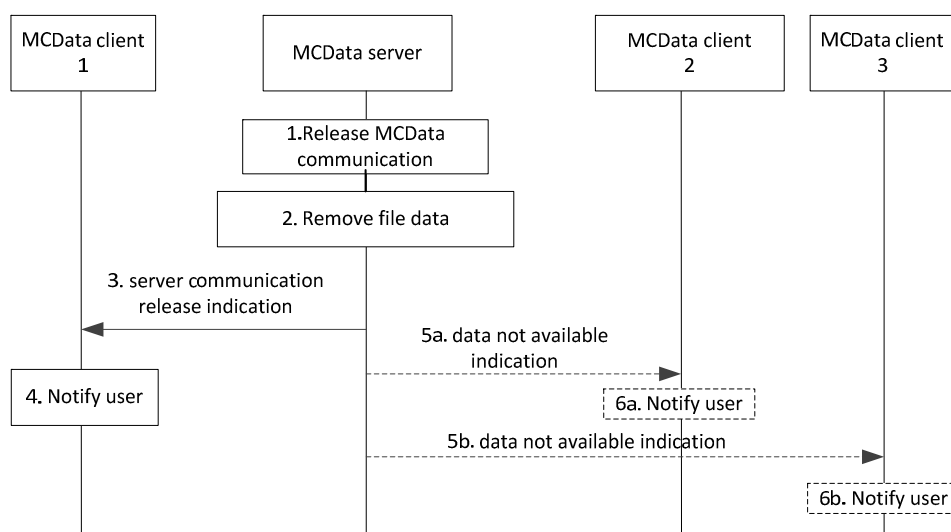 MCData client
1
MCData server
MCData client
2
MCData client
3
1.Release MCData
communication
2. Remove file data
3. server communication
release indication
5a. data not available
indication
4. Notify user
6a. Notify user
5b. data not available indication
6b. Notify user